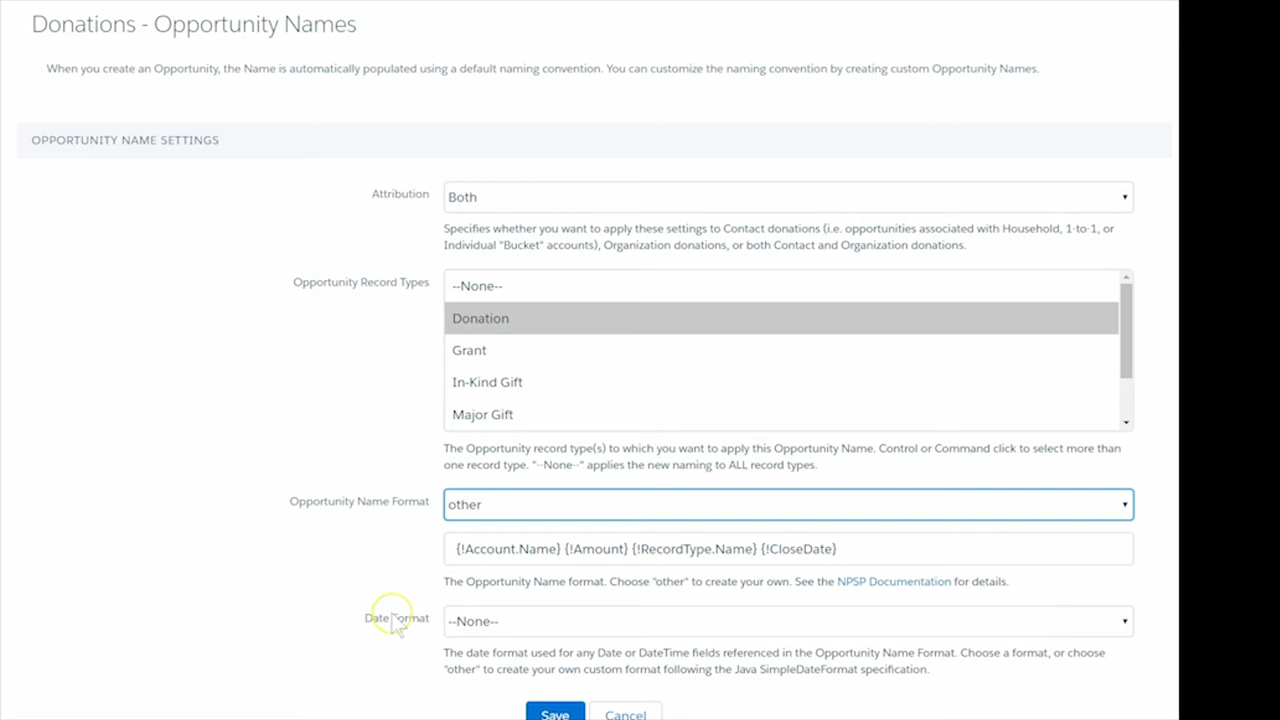 Donations - Opportunity Names
When you create an Opportunity, the Name is automatically populated using a default naming convention. You can customize the naming convention by creating custom Opportunity Names.
OPPORTUNITY NAME SETTINGS
Attribution
Both
Specifies whether you want to apply these settings to Contact donations (i.e. opportunities associated with Household, 1-to-1, or
Individual "Bucket" accounts), Organization donations, or both Contact and Organization donations.
Opportunity Record Types
--None--
Donation
Grant
In-Kind Gift
Major Gift
The Opportunity record type(s) to which you want to apply this Opportunity Name. Control or Command click to select more than
one record type. "--None--" applies the new naming to ALL record types.
Opportunity Name Format
other
{!Account.Name} {!Amount} {!RecordType.Name} {!CloseDate}
The Opportunity Name format. Choose "other" to create your own. See the NPSP Documentation for details.
Date Format
--None--
The date format used for any Date or DateTime fields referenced in the Opportunity Name Format. Choose a format, or choose
"other" to create your own custom format following the Java SimpleDateFormat specification.
Save Cancel